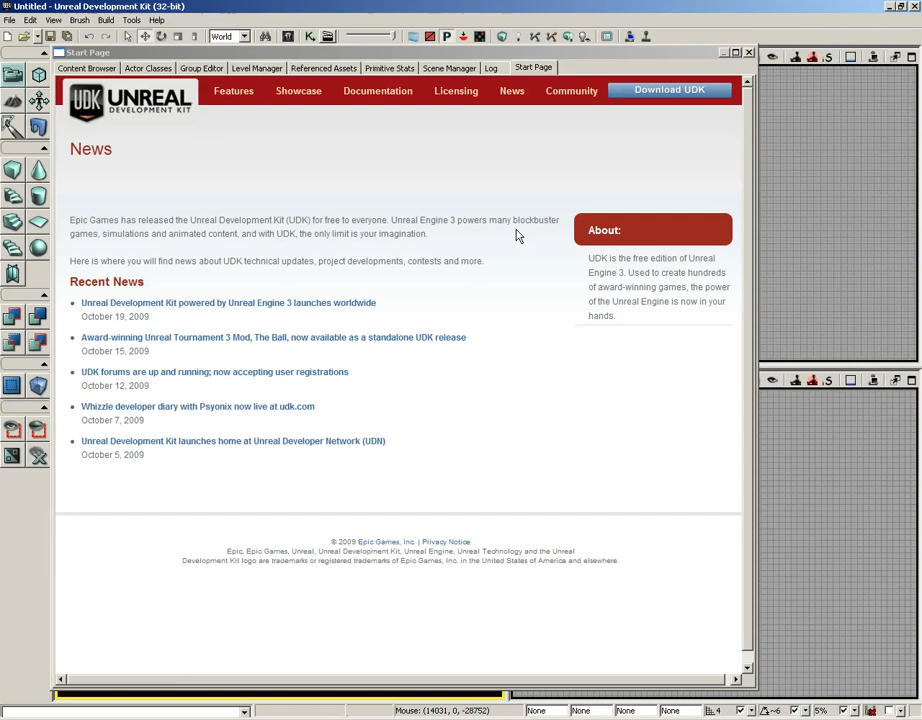 Untitled - Unreal Development Kit (32-bit)
File Edit View Brush Build Tools Help
World
Start Page
Content Browser Actor Classes Group Editor Level Manager Referenced Assets Primitive Stats Scene Manager Log Start Page
UDK UNREAL
DEVELOPMENT KIT
Features Showcase Documentation Licensing News Community Download UDK
News
Epic Games has released the Unreal Development Kit (UDK) for free to everyone. Unreal Engine 3 powers many blockbuster
games, simulations and animated content, and with UDK, the only limit is your imagination.
Here is where you will find news about UDK technical updates, project developments, contests and more.
Recent News
Unreal Development Kit powered by Unreal Engine 3 launches worldwide
October 19, 2009
Award-winning Unreal Tournament 3 Mod, The Ball, now available as a standalone UDK release
October 15, 2009
UDK forums are up and running; now accepting user registrations
October 12, 2009
Whizzle developer diary with Psyonix now live at udk.com
October 7, 2009
Unreal Development Kit launches home at Unreal Developer Network (UDN)
October 5, 2009
About:
UDK is the free edition of Unreal
Engine 3. Used to create hundreds
of award-winning games, the power
of the Unreal Engine is now in your
hands.
© 2009 Epic Games, Inc. | Privacy Notice
Epic, Epic Games, Unreal, Unreal Development Kit, Unreal Engine, Unreal Technology and the Unreal
Development Kit logo are trademarks or registered trademarks of Epic Games, Inc. in the United States of America and elsewhere.
Mouse: (14031, 0, -28752) None None None None 4 ~6 5%